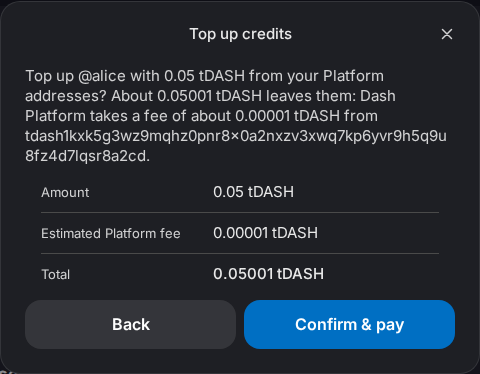 Top up credits
Top up @alice with 0.05 tDASH from your Platform
addresses? About 0.05001 tDASH leaves them: Dash
Platform takes a fee of about 0.00001 tDASH from
tdash1kxk5g3wz9mqhz0pnr8×0a2nxzv3xwq7kp6yvr9h5q9u
8fz4d7lqsr8a2cd.
Amount 0.05 tDASH
Estimated Platform fee 0.00001 tDASH
Total 0.05001 tDASH
Back Confirm & pay